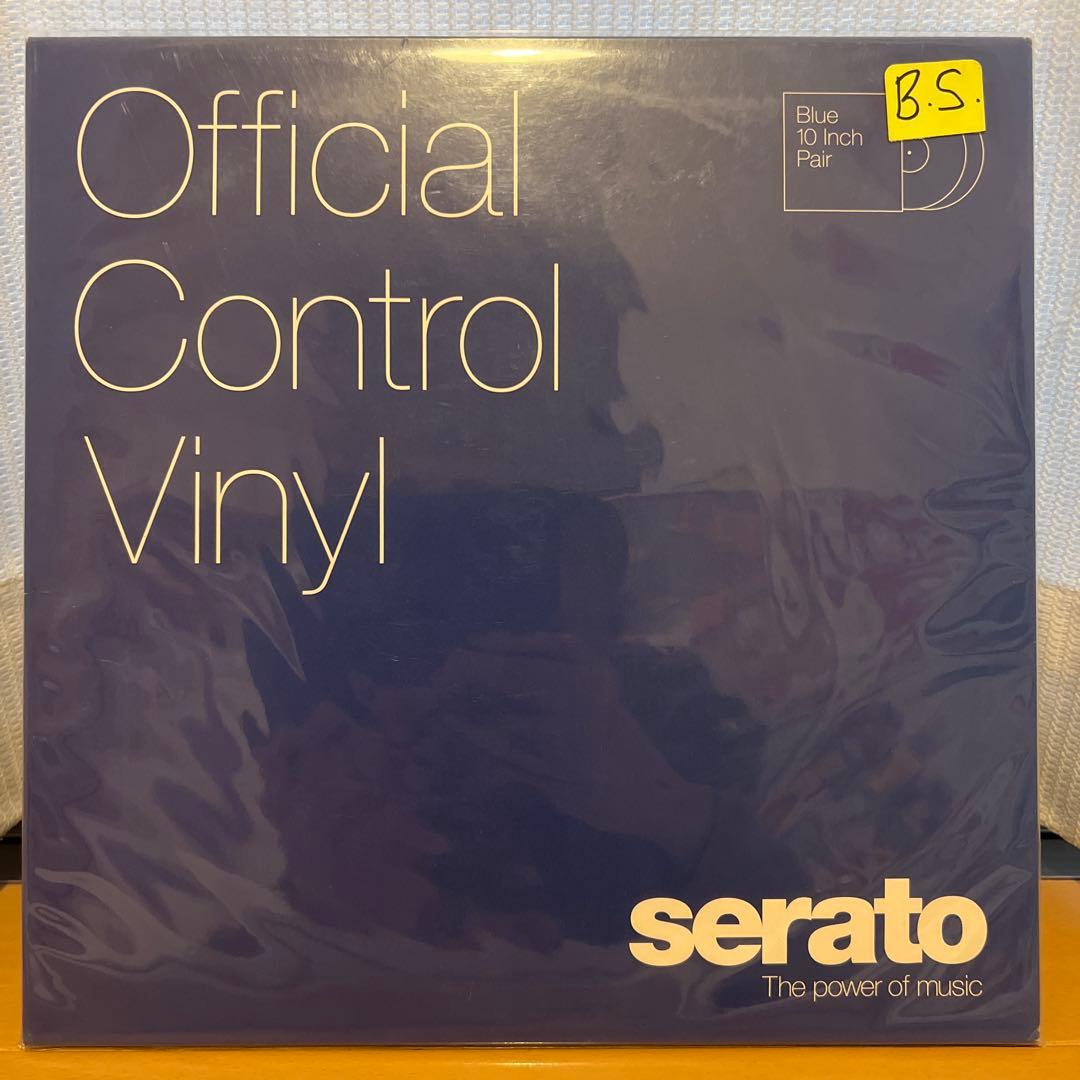 Official
Control
Vinyl
Blue
10 Inch
Pair
B.S.
serato
The power of music